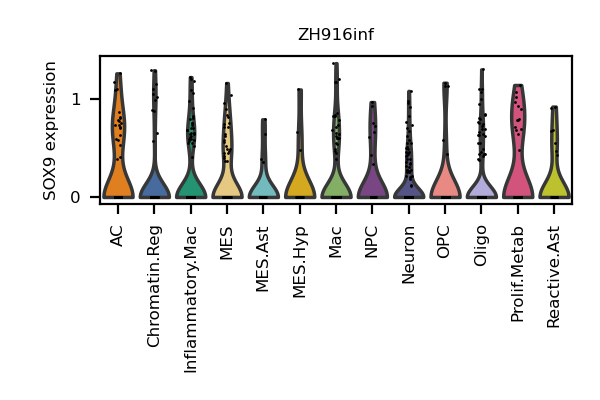 ZH916inf
SOX9 expression
1
0
AC
Chromatin.Reg
Inflammatory.Mac
MES
MES.Ast
MES.Hyp
Mac
NPC
Neuron
OPC
Oligo
Prolif.Metab
Reactive.Ast